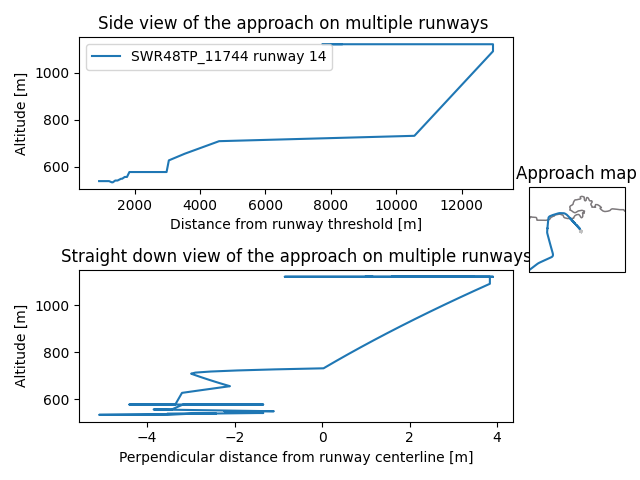 Side view of the approach on multiple runways
SWR48TP_11744 runway 14
Altitude [m]
1000
800
600
2000 4000 6000 8000 10000 12000
Distance from runway threshold [m]
Approach map
Straight down view of the approach on multiple runways
Altitude [m]
1000
800
600
−4 −2 0 2 4
Perpendicular distance from runway centerline [m]